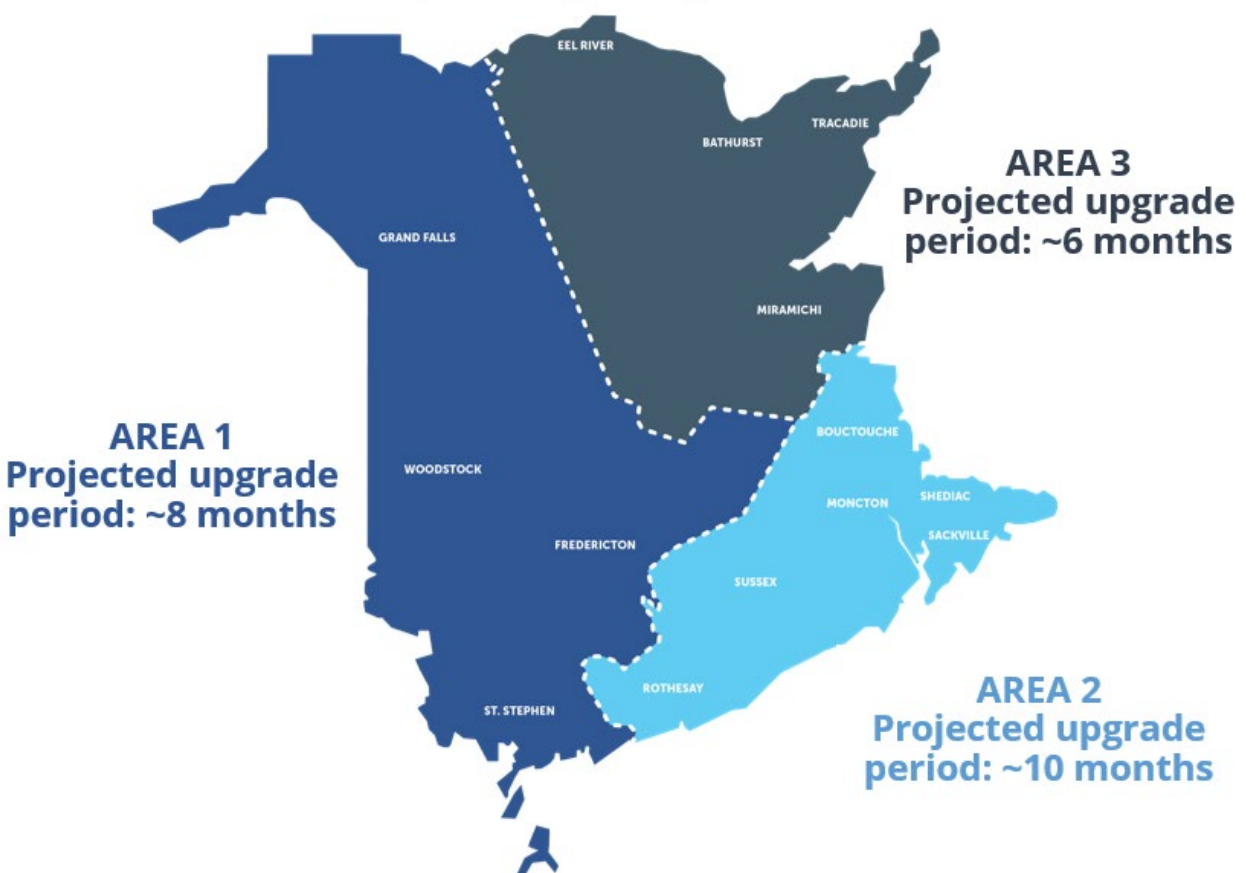 EEL RIVER
TRACADIE
BATHURST
AREA 3
Projected upgrade
period: ~6 months
GRAND FALLS
MIRAMICHI
AREA 1
Projected upgrade
period: ~8 months
BOUCTOUCHE
WOODSTOCK
SHEDIAC
MONCTON
SACKVILLE
FREDERICTON
SUSSEX
ROTHESAY
ST. STEPHEN
AREA 2
Projected upgrade
period: ~10 months